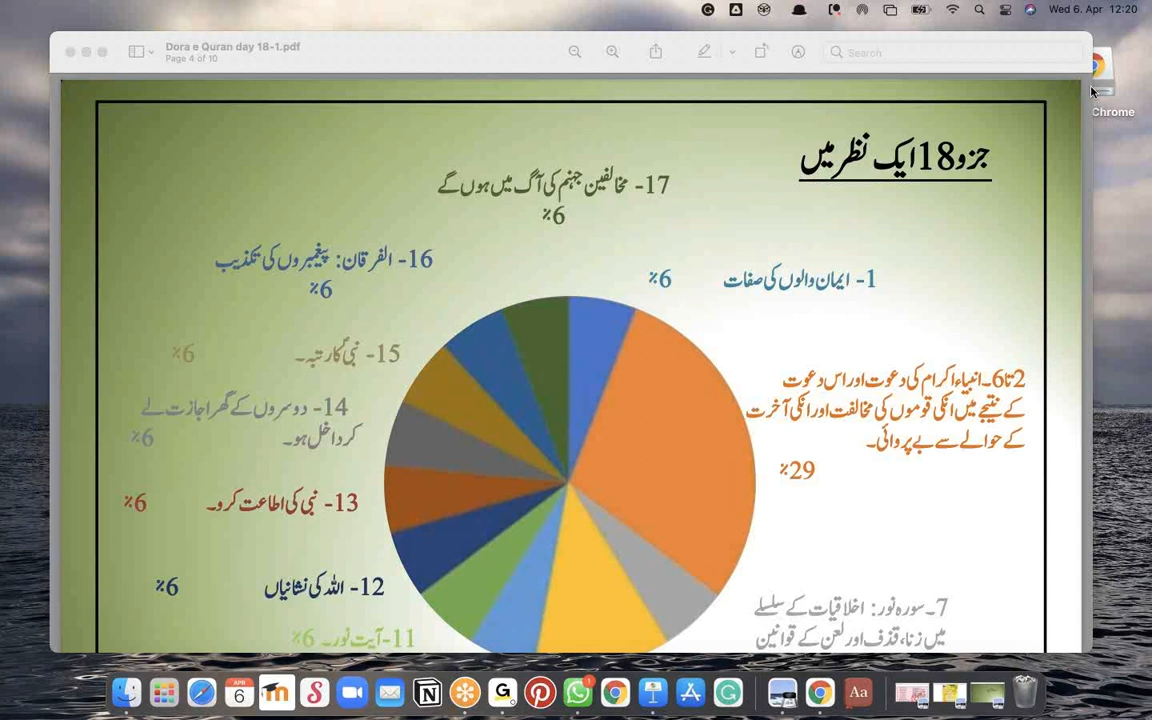 Wed 6. Apr 12:20
Dora e Quran day 18-1.pdf
Page 4 of 10
Search
Chrome
جزو 18 ایک نظر میں
17- مخالفین جہنم کی آگ میں ہوں گے
6٪
16- الفرقان: پیغمبروں کی تکذیب
6٪
1- ایمان والوں کی صفات 6٪
15- نبیؐ کا رتبہ۔ 6٪
2تا6۔ انبیاء اکرام کی دعوت اور اس دعوت
کے نتیجے میں انکی قوموں کی مخالفت اور انکی آخرت
کے حوالے سے بے پروائی۔
29٪
14- دوسروں کے گھر اجازت لے
کر داخل ہو۔ 6٪
13- نبی کی اطاعت کرو۔ 6٪
12- اللہ کی نشانیاں 6٪
7۔ سورہ نور: اخلاقیات کے سلسلے
میں زنا، قذف اور لعن کے قوانین
11- آیت نور۔ 6٪
APR
6
1
Aa